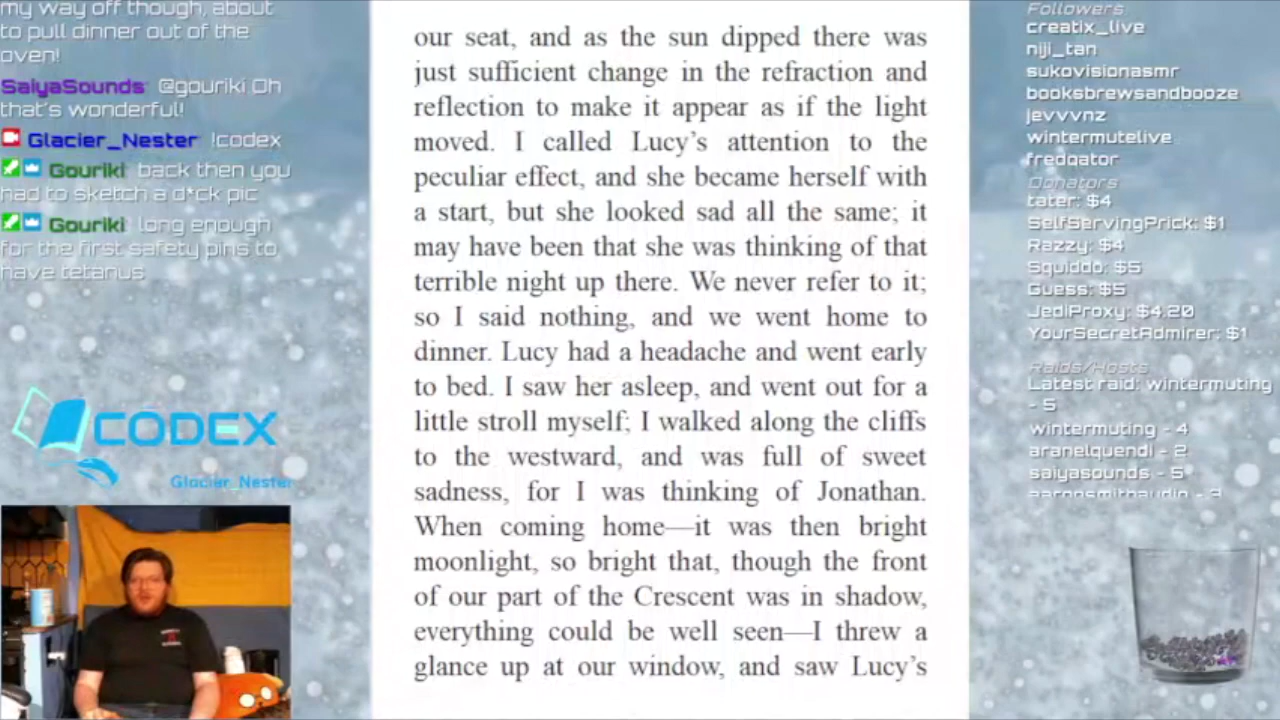 my way off though, about
to pull dinner out of the
oven!
SaiyaSounds: @gouriki Oh
that's wonderful!
Glacier_Nester: !codex
Gouriki: back then you
had to sketch a d*ck pic
Gouriki: long enough
for the first safety pins to
have tetanus
CODEX
Glacier_Nester
our seat, and as the sun dipped there was
just sufficient change in the refraction and
reflection to make it appear as if the light
moved. I called Lucy's attention to the
peculiar effect, and she became herself with
a start, but she looked sad all the same; it
may have been that she was thinking of that
terrible night up there. We never refer to it;
so I said nothing, and we went home to
dinner. Lucy had a headache and went early
to bed. I saw her asleep, and went out for a
little stroll myself; I walked along the cliffs
to the westward, and was full of sweet
sadness, for I was thinking of Jonathan.
When coming home—it was then bright
moonlight, so bright that, though the front
of our part of the Crescent was in shadow,
everything could be well seen—I threw a
glance up at our window, and saw Lucy's
Followers
creatix_live
niji_tan
sukovisionasmr
booksbrewsandbooze
jevvvnz
wintermutelive
fredgator
Donators
tater: $4
SelfServingPrick: $1
Razzy: $4
Squiddo: $5
Guess: $5
JediProxy: $4.20
YourSecretAdmirer: $1
Raids/Hosts
Latest raid: wintermuting
- 5
wintermuting - 4
aranelquendi - 2
saiyasounds - 5
aaronsmithaudio - 3